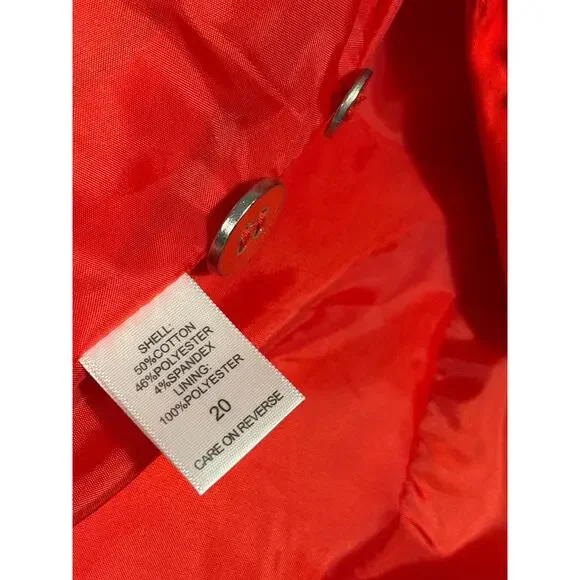 SHELL:
50%COTTON
46%POLYESTER
4%SPANDEX
LINING:
100%POLYESTER
20
CARE ON REVERSE